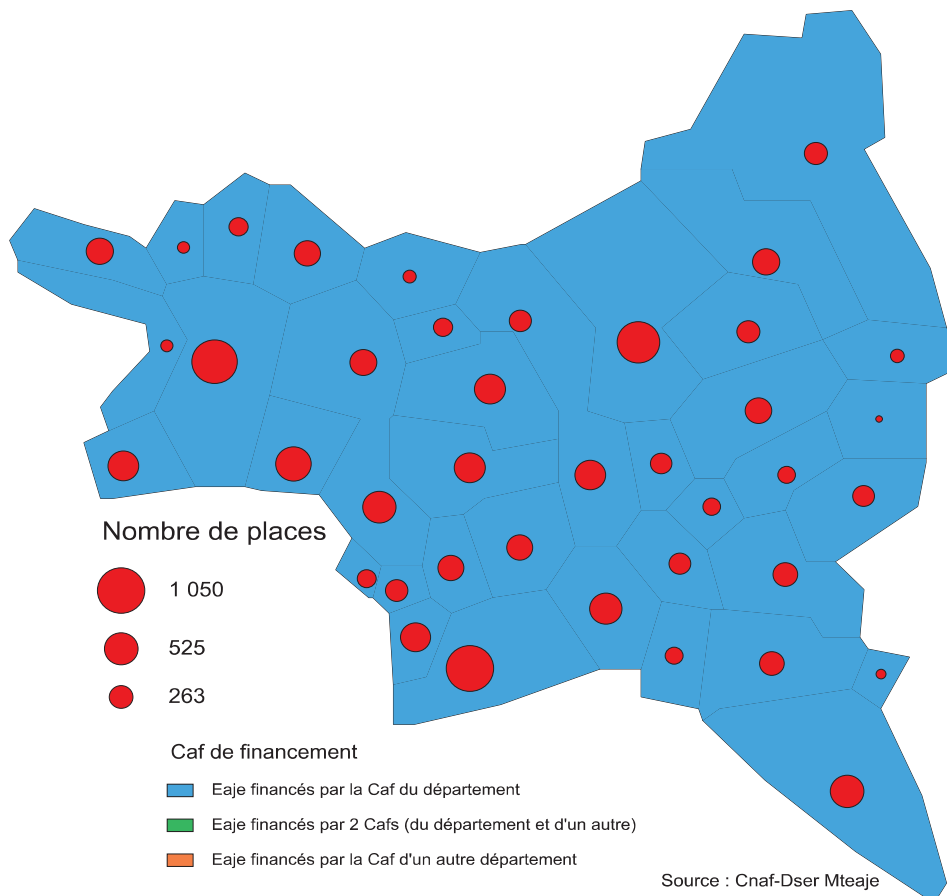 Nombre de places
1 050
525
263
Caf de financement
Eaje financés par la Caf du département
Eaje financés par 2 Cafs (du département et d'un autre)
Eaje financés par la Caf d'un autre département
Source : Cnaf-Dser Mteaje